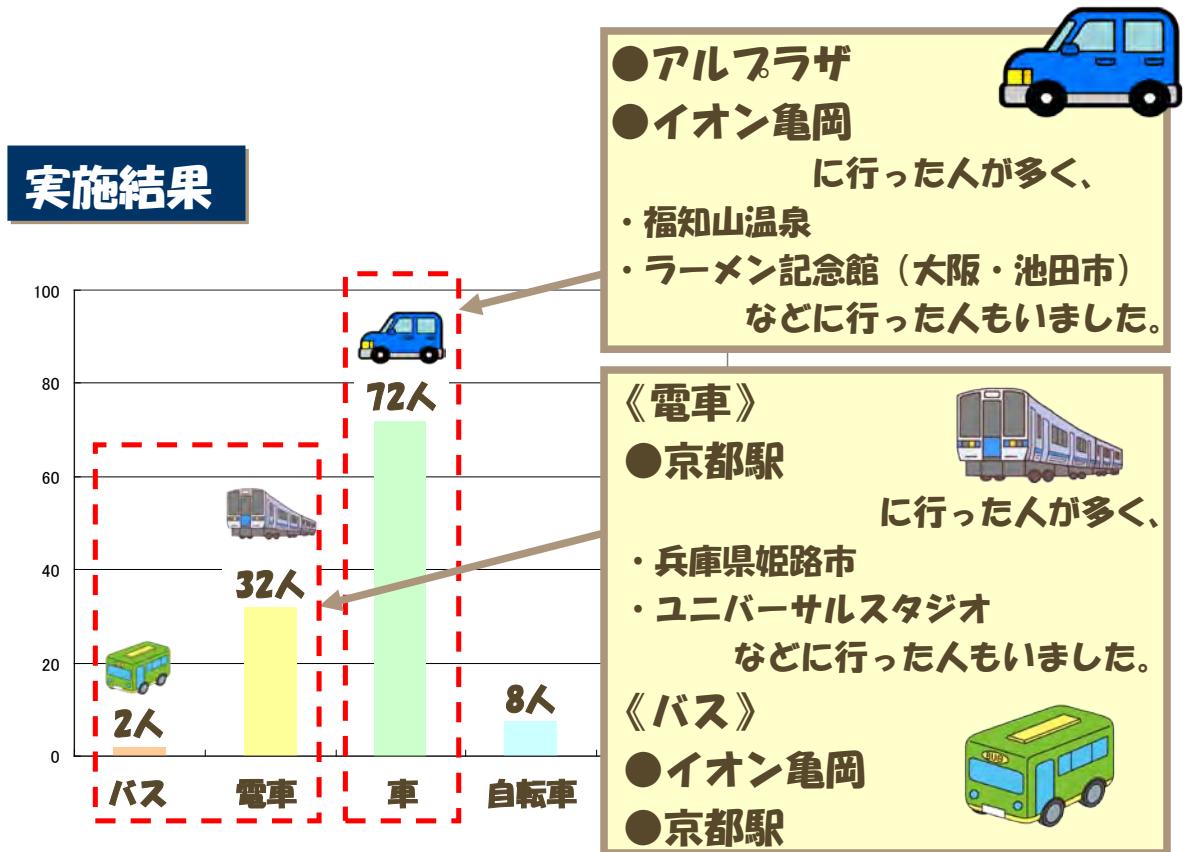 実施結果
100
80
60
40
20
0
2人
32人
72人
8人
バス
電車
車
自転車
●アルプラザ
●イオン亀岡
に行った人が多く、
・福知山温泉
・ラーメン記念館(大阪・池田市)
などに行った人もいました。
《電車》
●京都駅
に行った人が多く、
・兵庫県姫路市
・ユニバーサルスタジオ
などに行った人もいました。
《バス》
●イオン亀岡
●京都駅
BUS